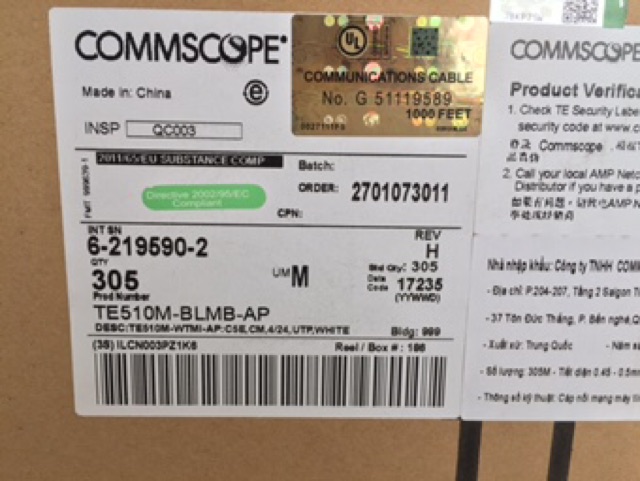 COMMSCOPE
Made in: China
INSP QC003
UL
COMMUNICATIONS CABLE
No. G 51119589
1000 FEET
2011/65/EU SUBSTANCE COMP
Directive 2002/95/EC
Compliant
Batch:
ORDER: 2701073011
CPN:
INT SN
6-219590-2
REV
H
QTY
305
UM M
Std Qty: 305
Date Code 17235
(YYWWD)
Prod Number
TE510M-BLMB-AP
DESC:TE510M-WTMI-AP:C5E,CM,4/24,UTP,WHITE
Bldg: 999
(3S) ILCN003PZ1K6
Reel / Box # : 186
COMMSCOPE
Product Verifica
1. Check TE Security Labe
security code at www.
Commscope
2. Call your local AMP Netc
Distributor if you have a p
Nhà nhập khẩu: Công ty TNHH COMM
- Địa chỉ: P.204-207, Tầng 2 Saigon T
- 37 Tôn Đức Thắng, P. Bến nghé, Q
- Xuất xứ: Trung Quốc - Năm s
- Số lượng: 305M - Tiết diện 0.45 - 0.5m
- Thông số kỹ thuật: Cáp nối mạng máy